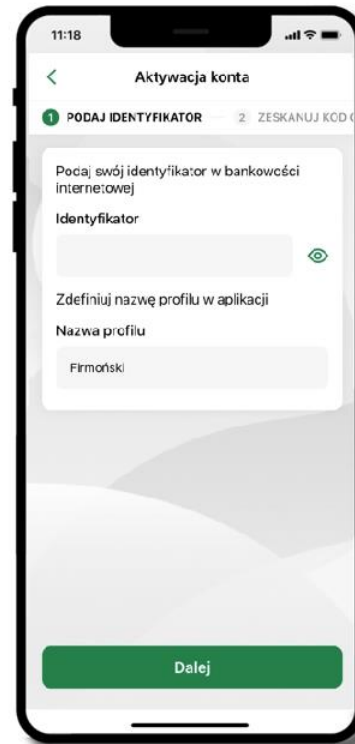 11:18
Aktywacja konta
1 PODAJ IDENTYFIKATOR 2 ZESKANUJ KOD
Podaj swój identyfikator w bankowości
internetowej
Identyfikator
Zdefiniuj nazwę profilu w aplikacji
Nazwa profilu
Firmoński
Dalej